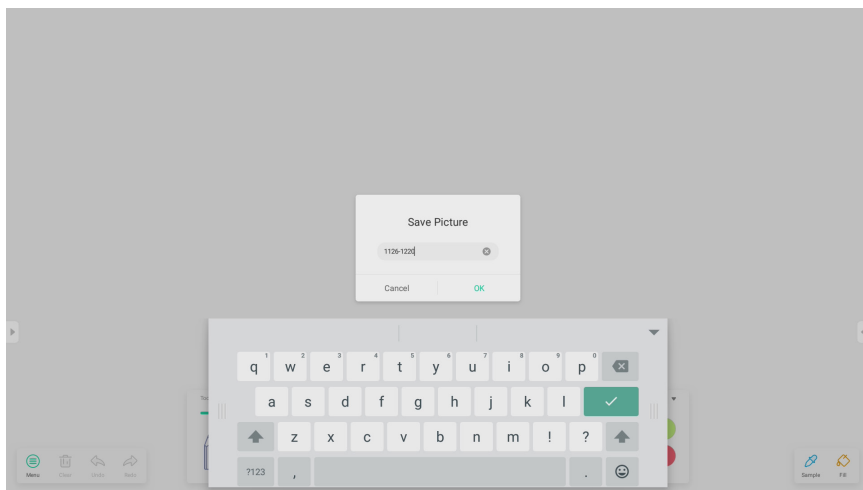 Save Picture
1126-1220
Cancel OK
q 1 w 2 e 3 r 4 t 5 y 6 u 7 i 8 o 9 p 0
a s d f g h j k l
z x c v b n m ! ?
?123 , .
Menu Clear Undo Redo
Sample Fill